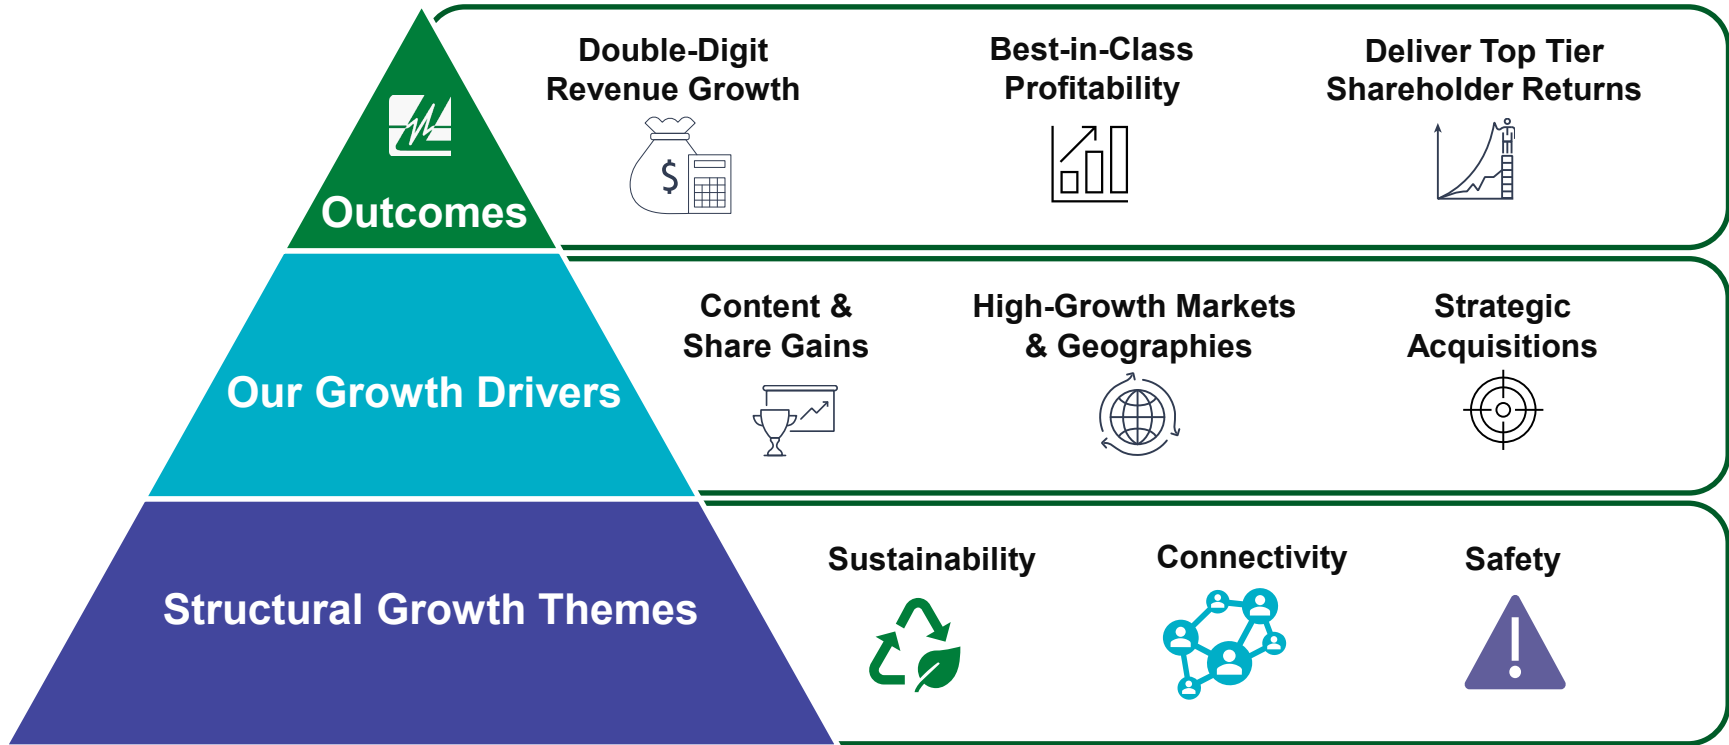 Outcomes
Double-Digit
Revenue Growth
$
Best-in-Class
Profitability
Deliver Top Tier
Shareholder Returns
Our Growth Drivers
Content &
Share Gains
High-Growth Markets
& Geographies
Strategic
Acquisitions
Structural Growth Themes
Sustainability
Connectivity
Safety